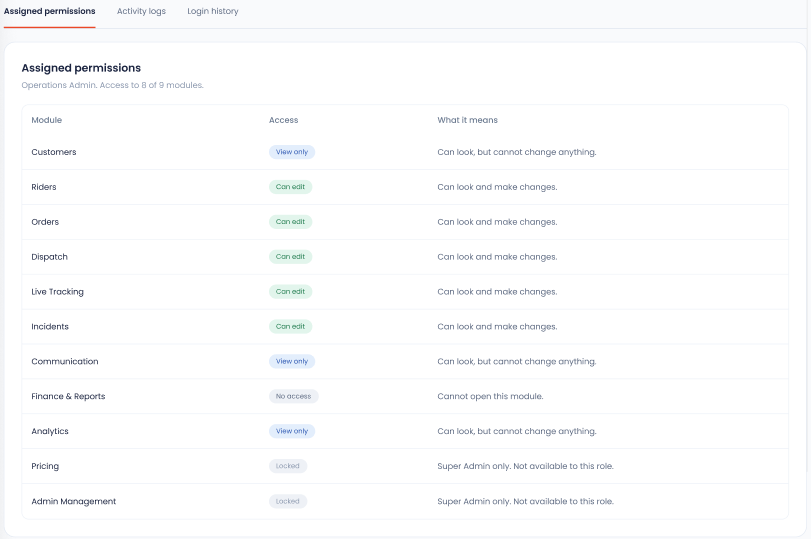 Assigned permissions Activity logs Login history
Assigned permissions
Operations Admin. Access to 8 of 9 modules.
Module Access What it means
Customers View only Can look, but cannot change anything.
Riders Can edit Can look and make changes.
Orders Can edit Can look and make changes.
Dispatch Can edit Can look and make changes.
Live Tracking Can edit Can look and make changes.
Incidents Can edit Can look and make changes.
Communication View only Can look, but cannot change anything.
Finance & Reports No access Cannot open this module.
Analytics View only Can look, but cannot change anything.
Pricing Locked Super Admin only. Not available to this role.
Admin Management Locked Super Admin only. Not available to this role.